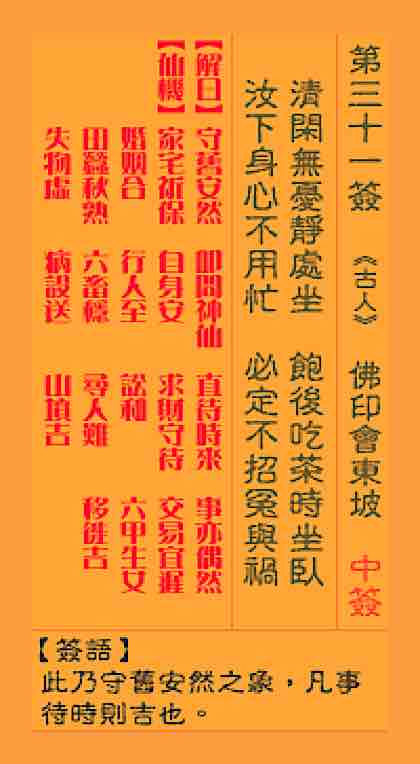 第三十一簽 《古人》 佛印會東坡 中簽
清閑無憂靜處坐 飽後吃茶時坐臥
汝下身心不用忙 必定不招冤與禍
【解曰】守舊安然 叩問神仙 直待時來 事亦偶然
【仙機】家宅祈保 自身安 求財守待 交易宜遲
婚姻合 行人至 訟和 六甲生女
田蠶秋熟 六畜 尋人難 移徙吉
失物虛 病設送 山墳吉
【簽語】
此乃守舊安然之象，凡事
待時則吉也。